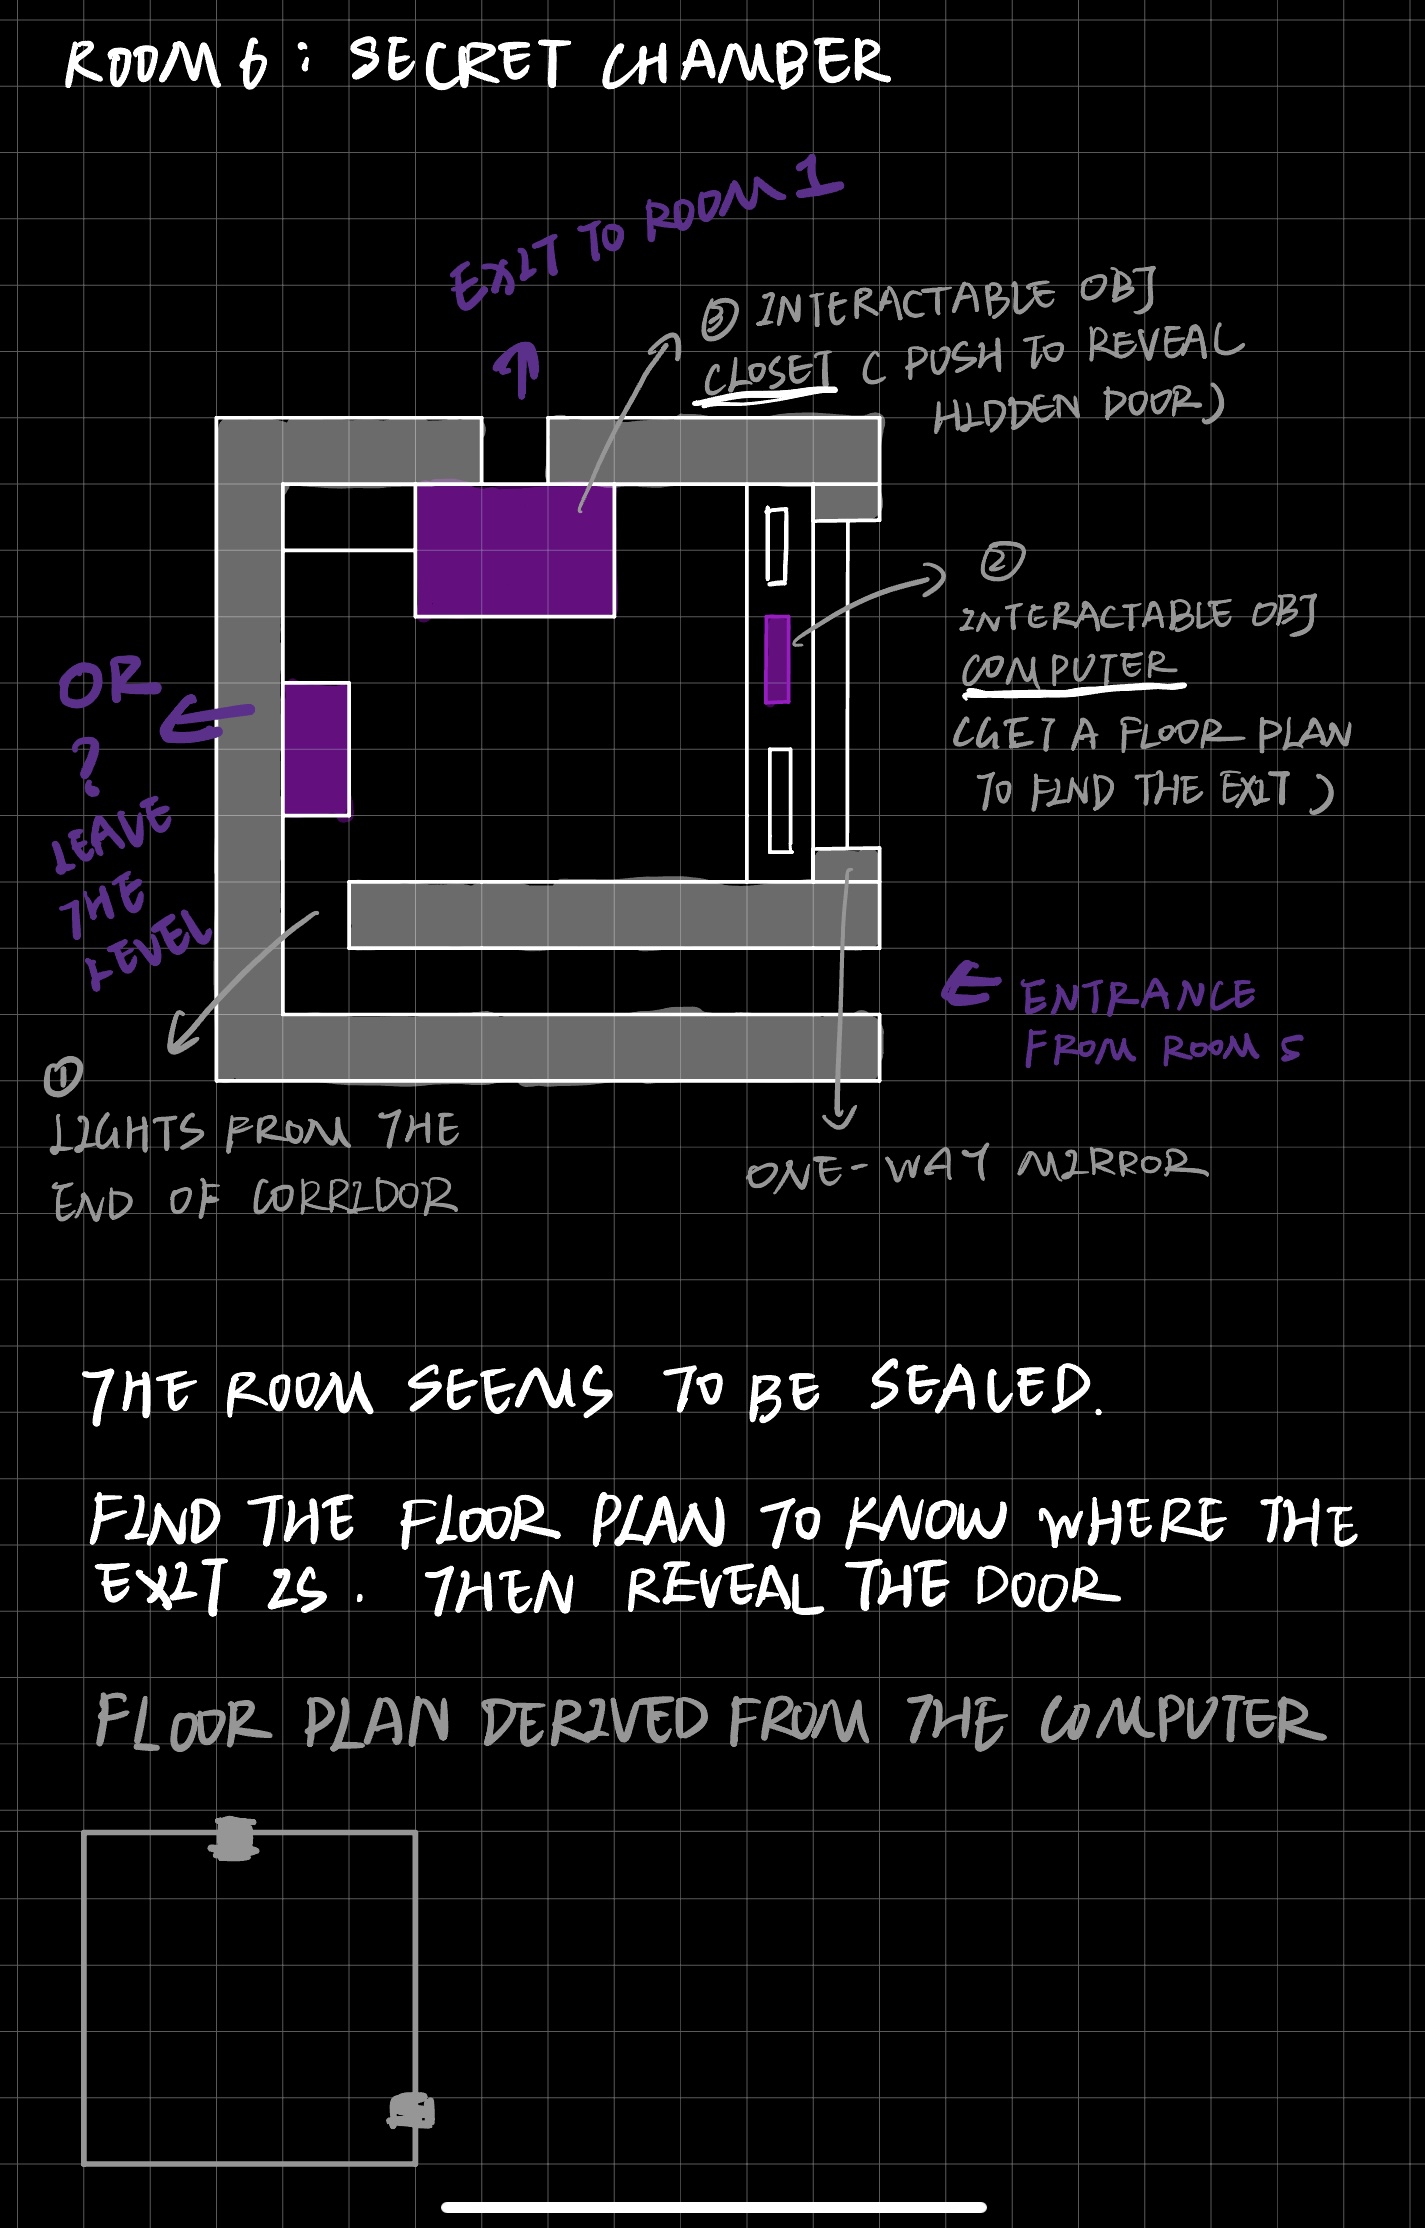 ROOM 6 : SECRET CHAMBER
EXIT TO ROOM 1
③ INTERACTABLE OBJ
CLOSET ( PUSH TO REVEAL
HIDDEN DOOR)
②
INTERACTABLE OBJ
COMPUTER
(GET A FLOOR PLAN
TO FIND THE EXIT )
OR
?
LEAVE
THE
LEVEL
ENTRANCE
FROM ROOM 5
①
LIGHTS FROM THE
END OF CORRIDOR
ONE-WAY MIRROR
THE ROOM SEEMS TO BE SEALED.
FIND THE FLOOR PLAN TO KNOW WHERE THE
EXIT IS. THEN REVEAL THE DOOR
FLOOR PLAN DERIVED FROM THE COMPUTER